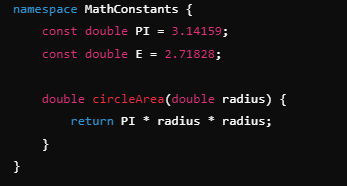 namespace MathConstants {
    const double PI = 3.14159;
    const double E = 2.71828;

    double circleArea(double radius) {
        return PI * radius * radius;
    }
}